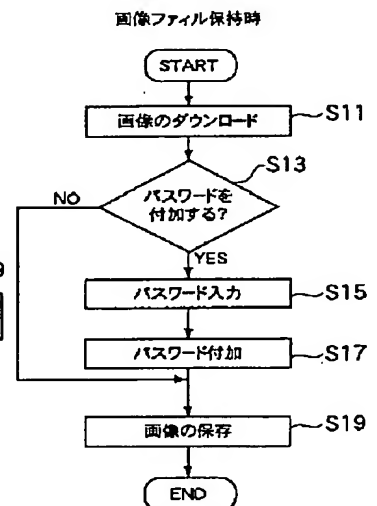 画像ファイル保持時
START
画像のダウンロード
S11
S13
パスワードを
付加する?
NO
YES
パスワード入力
S15
パスワード付加
S17
画像の保存
S19
END